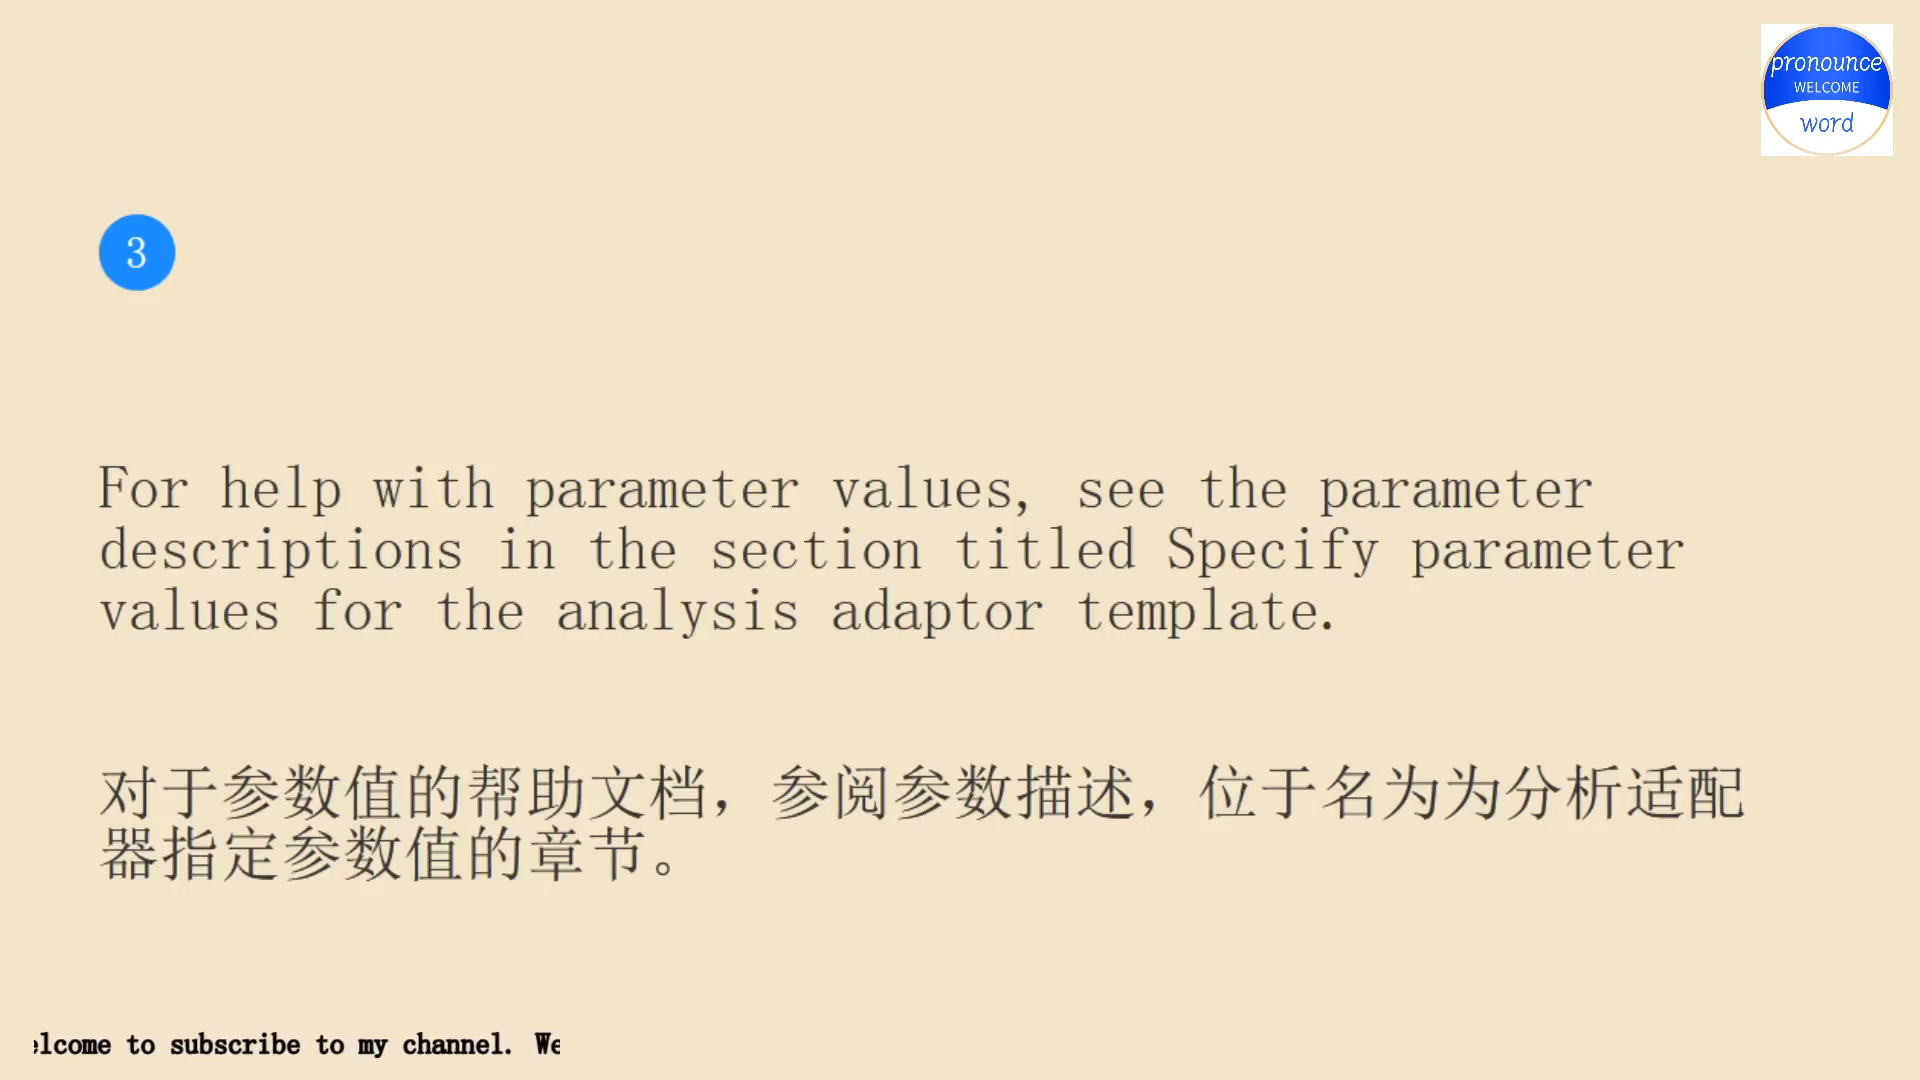 pronounce
WELCOME
word
3
For help with parameter values, see the parameter
descriptions in the section titled Specify parameter
values for the analysis adaptor template.
对于参数值的帮助文档，参阅参数描述，位于名为为分析适配
器指定参数值的章节。
elcome to subscribe to my channel. We